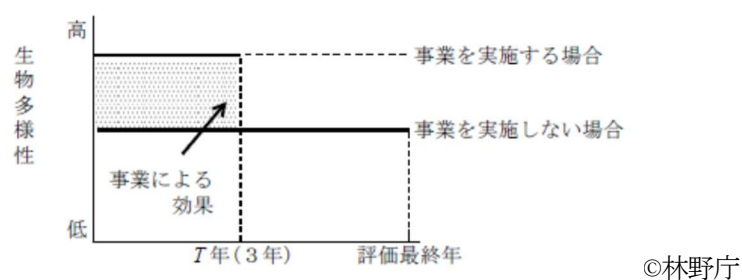 高
生物多様性
事業を実施する場合
事業を実施しない場合
事業による
効果
低
T年(3年)
評価最終年
©林野庁